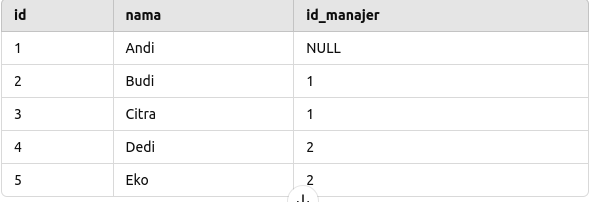 id nama id_manajer
1 Andi NULL
2 Budi 1
3 Citra 1
4 Dedi 2
5 Eko 2